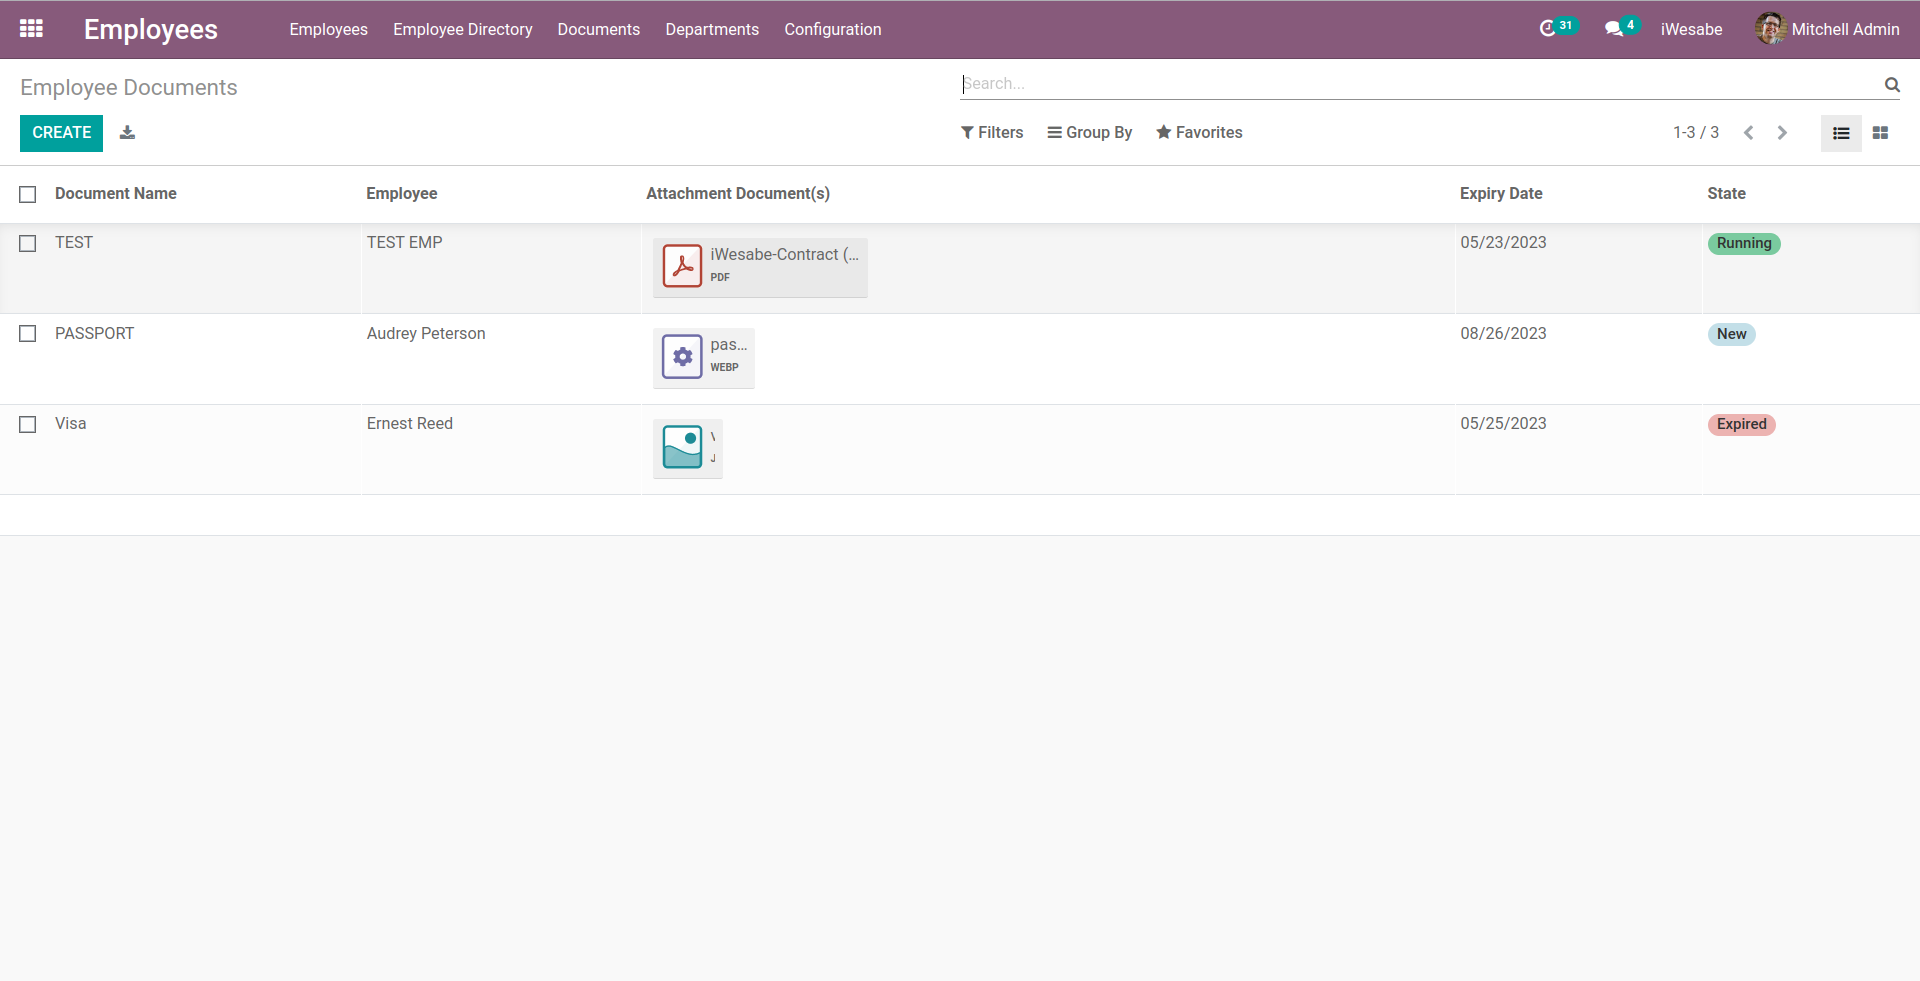 Employees Employees Employee Directory Documents Departments Configuration 31 4 iWesabe Mitchell Admin
Employee Documents Search...
CREATE Filters Group By Favorites 1-3 / 3
Document Name Employee Attachment Document(s) Expiry Date State
TEST TEST EMP iWesabe-Contract (... 05/23/2023 Running
PDF
PASSPORT Audrey Peterson pas... 08/26/2023 New
WEBP
Visa Ernest Reed 05/25/2023 Expired